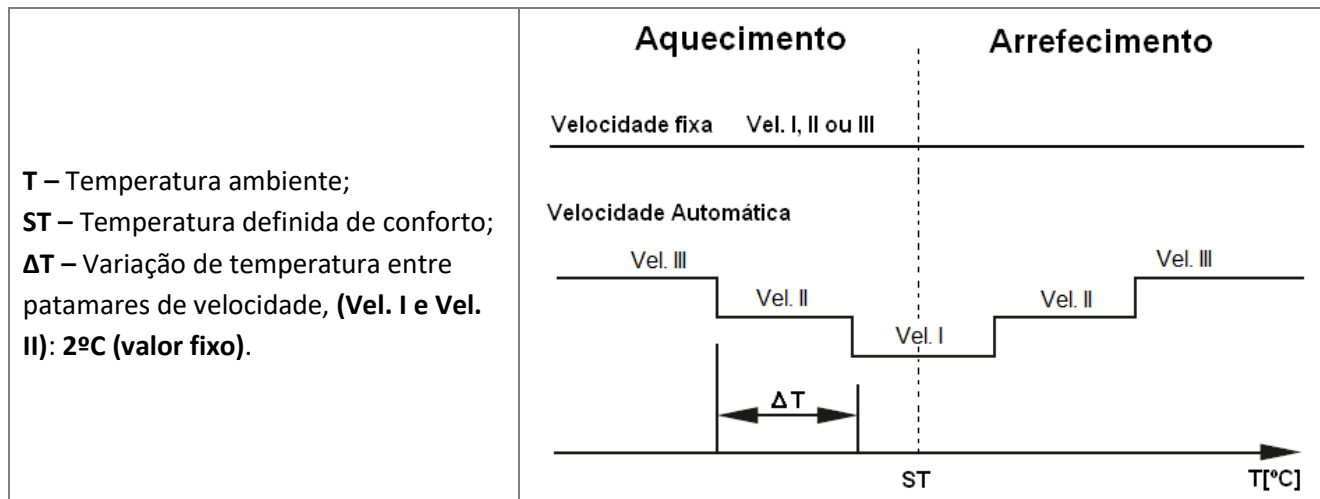 T – Temperatura ambiente;
ST – Temperatura definida de conforto;
ΔT – Variação de temperatura entre
patamares de velocidade, (Vel. I e Vel.
II): 2ºC (valor fixo).
Aquecimento
Arrefecimento
Velocidade fixa Vel. I, II ou III
Velocidade Automática
Vel. III
Vel. II
Vel. I
Vel. II
Vel. III
ΔT
ST
T[ºC]